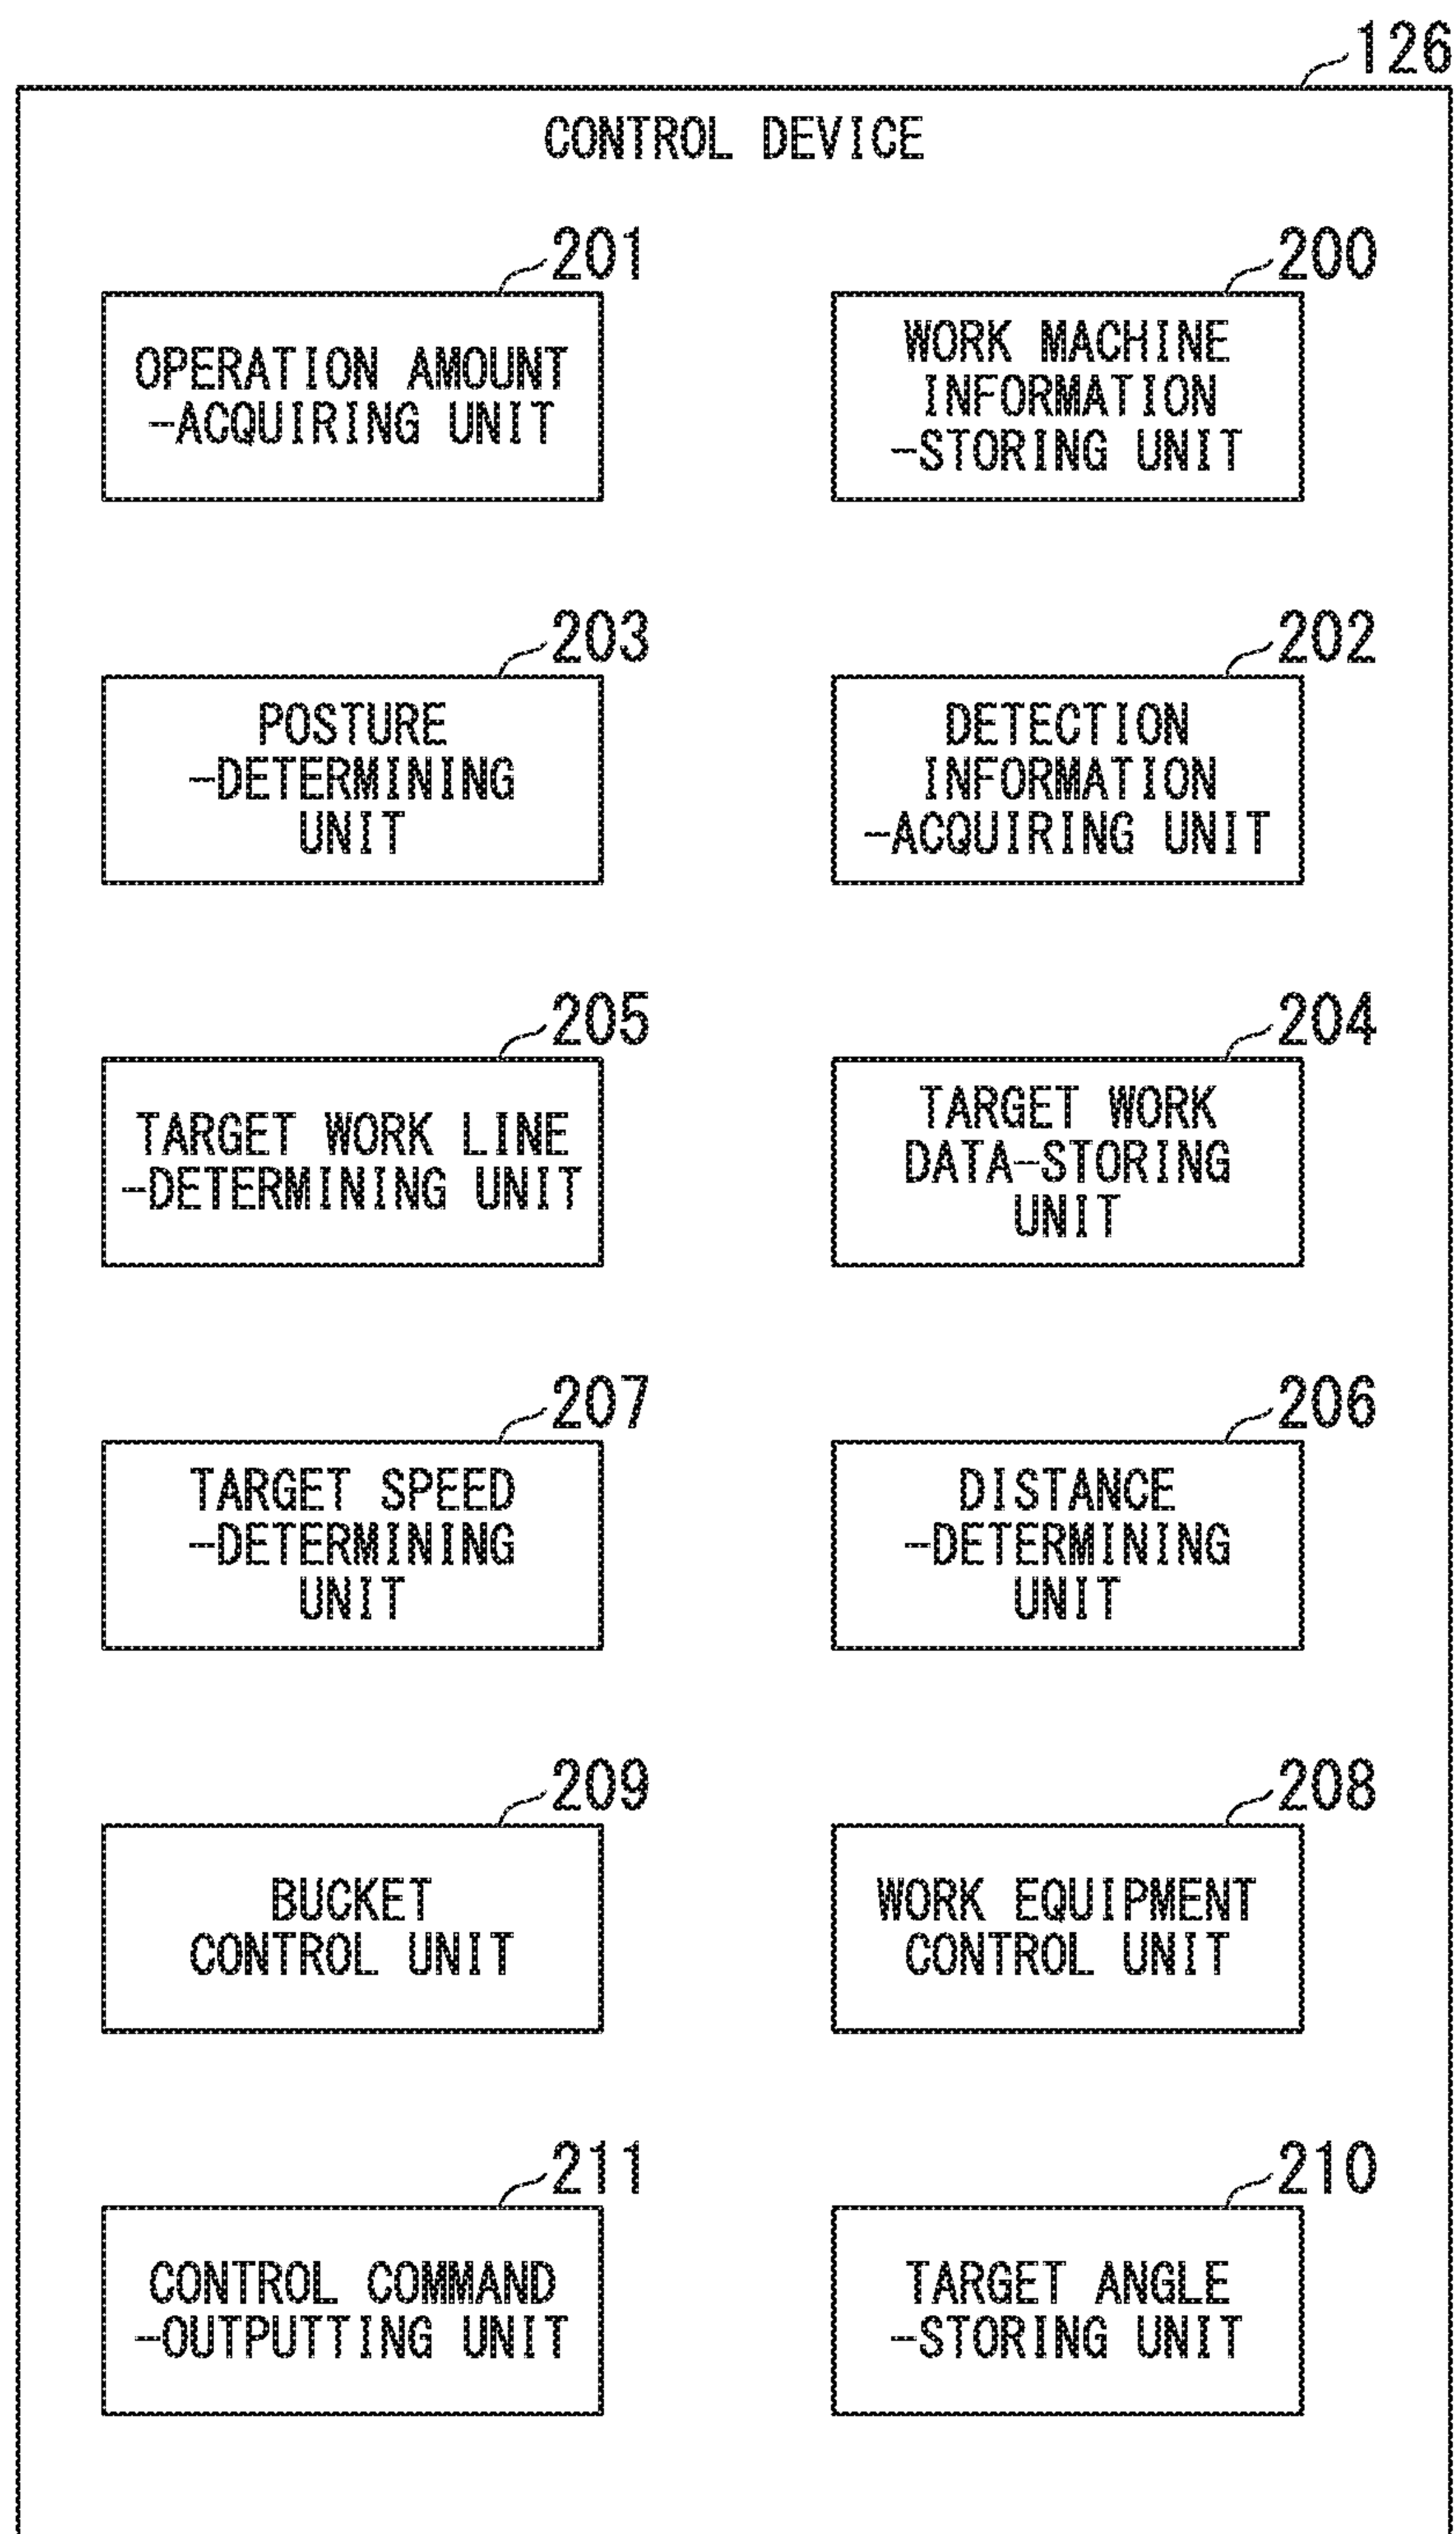 126
CONTROL DEVICE
201
OPERATION AMOUNT
-ACQUIRING UNIT
200
WORK MACHINE
INFORMATION
-STORING UNIT
203
POSTURE
-DETERMINING
UNIT
202
DETECTION
INFORMATION
-ACQUIRING UNIT
205
TARGET WORK LINE
-DETERMINING UNIT
204
TARGET WORK
DATA-STORING
UNIT
207
TARGET SPEED
-DETERMINING
UNIT
206
DISTANCE
-DETERMINING
UNIT
209
BUCKET
CONTROL UNIT
208
WORK EQUIPMENT
CONTROL UNIT
211
CONTROL COMMAND
-OUTPUTTING UNIT
210
TARGET ANGLE
-STORING UNIT